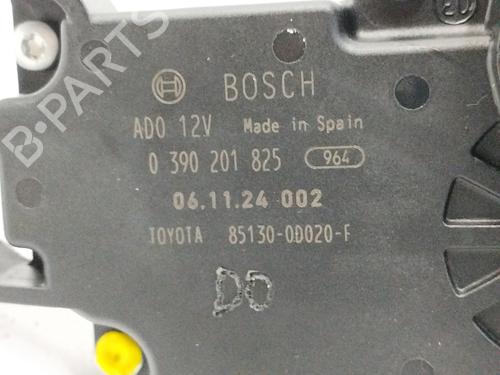 B-PARTS
BOSCH
ADO 12V Made in Spain
0 390 201 825 964
06.11.24 002
TOYOTA 85130-0D020-F
DO